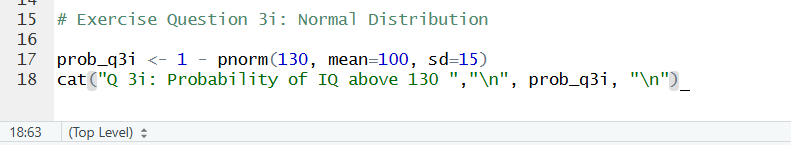 15 # Exercise Question 3i: Normal Distribution
16
17 prob_q3i <- 1 - pnorm(130, mean=100, sd=15)
18 cat("Q 3i: Probability of IQ above 130 ","\n", prob_q3i, "\n")
18:63 (Top Level)